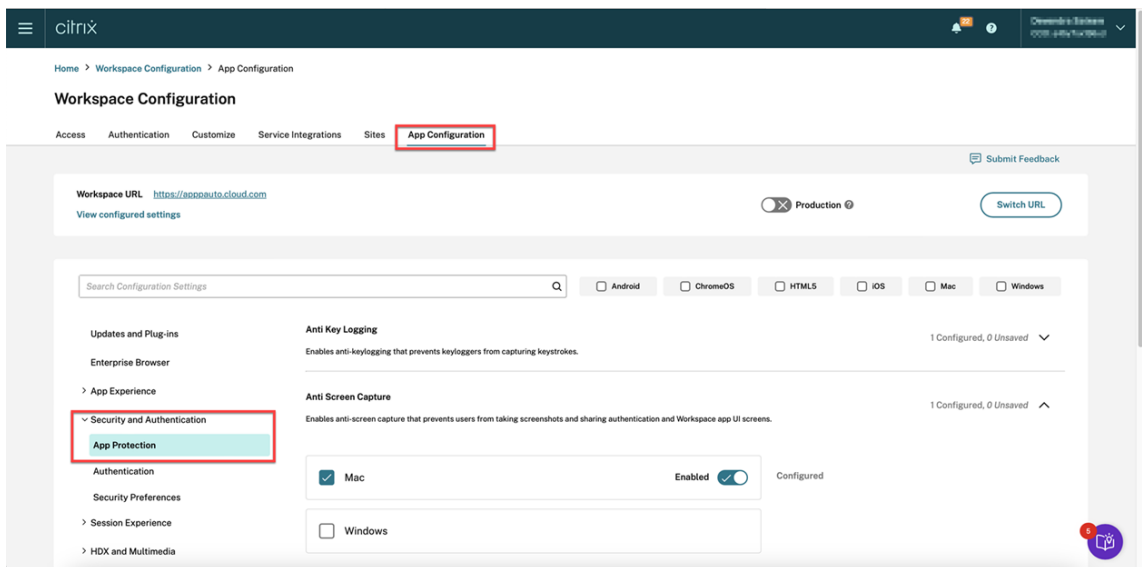 citrix
22
Home > Workspace Configuration > App Configuration
Workspace Configuration
Access Authentication Customize Service Integrations Sites App Configuration
Submit Feedback
Workspace URL https://apppauto.cloud.com
View configured settings
Production
Switch URL
Search Configuration Settings
Android ChromeOS HTML5 iOS Mac Windows
Updates and Plug-ins
Enterprise Browser
App Experience
Security and Authentication
App Protection
Authentication
Security Preferences
Session Experience
HDX and Multimedia
Anti Key Logging
Enables anti-keylogging that prevents keyloggers from capturing keystrokes.
1 Configured, 0 Unsaved
Anti Screen Capture
Enables anti-screen capture that prevents users from taking screenshots and sharing authentication and Workspace app UI screens.
1 Configured, 0 Unsaved
Mac Enabled Configured
Windows
5